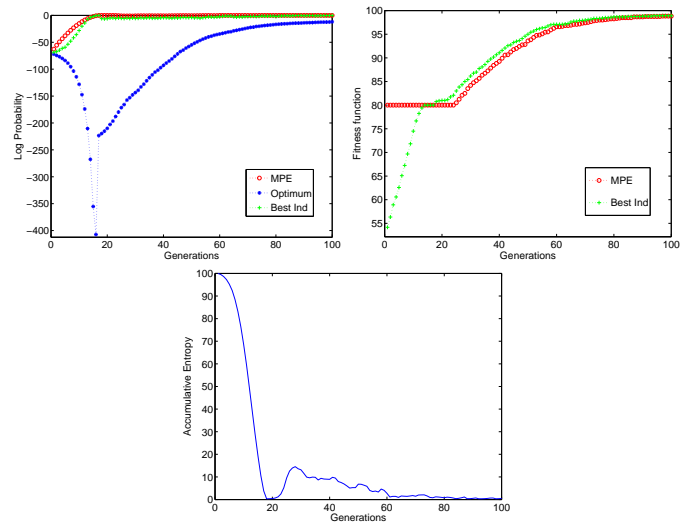 Log Probability
0
−50
−100
−150
−200
−250
−300
−350
−400
MPE
Optimum
Best Ind
0 20 40 60 80 100
Generations
Fitness function
100
95
90
85
80
75
70
65
60
55
MPE
Best Ind
0 20 40 60 80 100
Generations
Accumulative Entropy
100
90
80
70
60
50
40
30
20
10
0
0 20 40 60 80 100
Generations